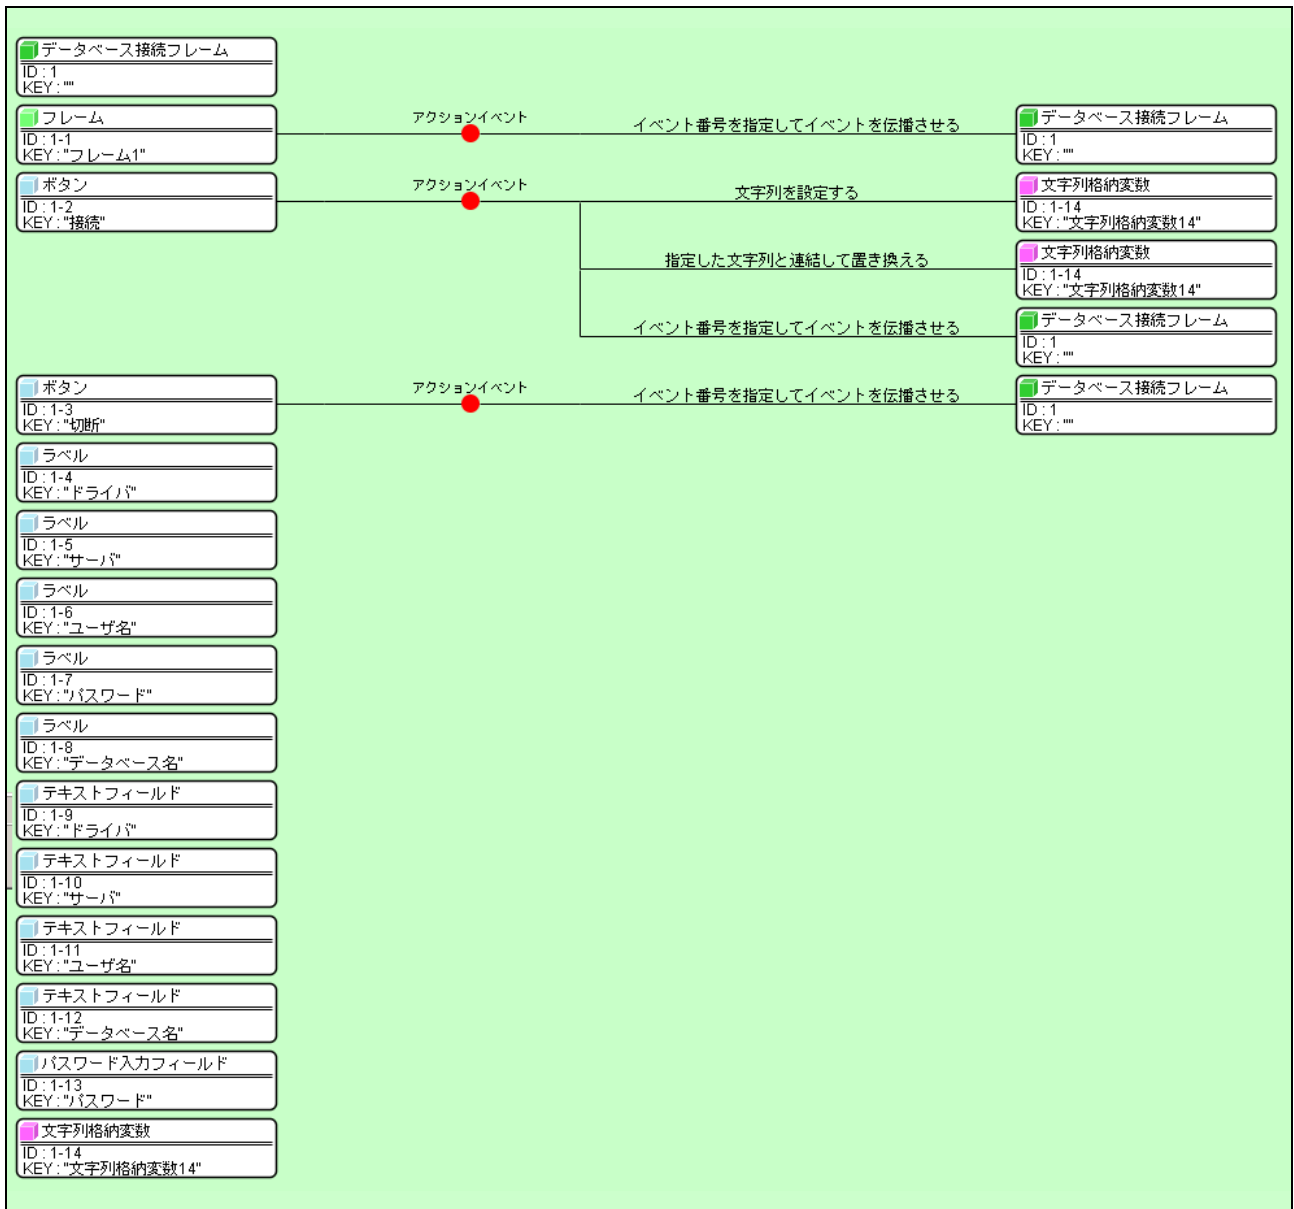 データベース接続フレーム
ID : 1
KEY : ""
フレーム
ID : 1-1
KEY : "フレーム1"
アクションイベント
イベント番号を指定してイベントを伝播させる
データベース接続フレーム
ID : 1
KEY : ""
ボタン
ID : 1-2
KEY : "接続"
アクションイベント
文字列を設定する
文字列格納変数
ID : 1-14
KEY : "文字列格納変数14"
指定した文字列と連結して置き換える
文字列格納変数
ID : 1-14
KEY : "文字列格納変数14"
イベント番号を指定してイベントを伝播させる
データベース接続フレーム
ID : 1
KEY : ""
ボタン
ID : 1-3
KEY : "切断"
アクションイベント
イベント番号を指定してイベントを伝播させる
データベース接続フレーム
ID : 1
KEY : ""
ラベル
ID : 1-4
KEY : "ドライバ"
ラベル
ID : 1-5
KEY : "サーバ"
ラベル
ID : 1-6
KEY : "ユーザ名"
ラベル
ID : 1-7
KEY : "パスワード"
ラベル
ID : 1-8
KEY : "データベース名"
テキストフィールド
ID : 1-9
KEY : "ドライバ"
テキストフィールド
ID : 1-10
KEY : "サーバ"
テキストフィールド
ID : 1-11
KEY : "ユーザ名"
テキストフィールド
ID : 1-12
KEY : "データベース名"
パスワード入力フィールド
ID : 1-13
KEY : "パスワード"
文字列格納変数
ID : 1-14
KEY : "文字列格納変数14"